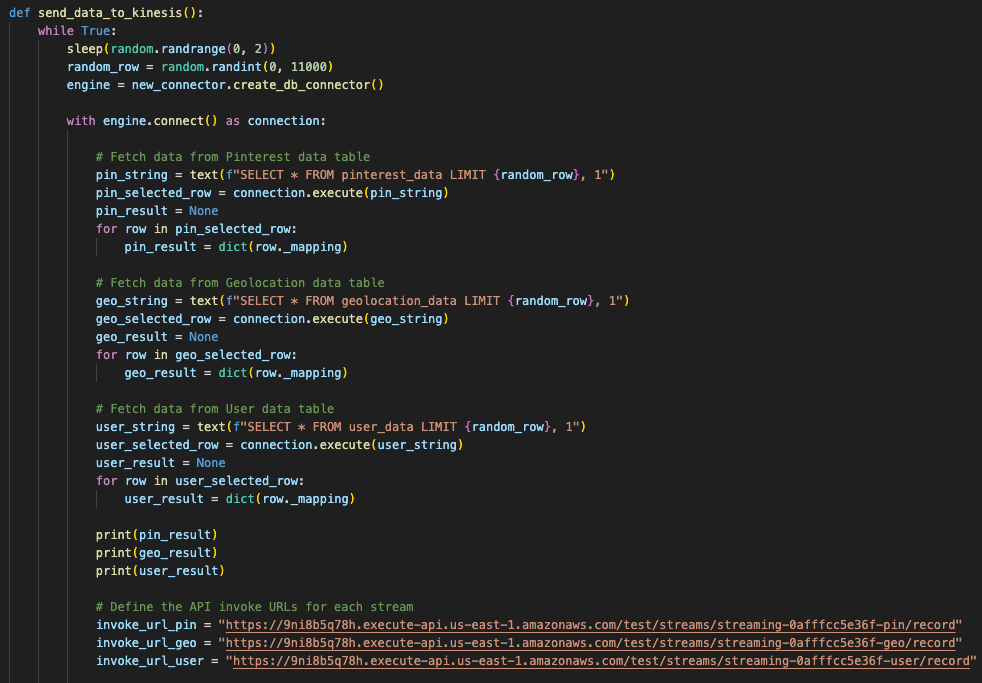 def send_data_to_kinesis():
    while True:
        sleep(random.randrange(0, 2))
        random_row = random.randint(0, 11000)
        engine = new_connector.create_db_connector()

        with engine.connect() as connection:

            # Fetch data from Pinterest data table
            pin_string = text(f"SELECT * FROM pinterest_data LIMIT {random_row}, 1")
            pin_selected_row = connection.execute(pin_string)
            pin_result = None
            for row in pin_selected_row:
                pin_result = dict(row._mapping)

            # Fetch data from Geolocation data table
            geo_string = text(f"SELECT * FROM geolocation_data LIMIT {random_row}, 1")
            geo_selected_row = connection.execute(geo_string)
            geo_result = None
            for row in geo_selected_row:
                geo_result = dict(row._mapping)

            # Fetch data from User data table
            user_string = text(f"SELECT * FROM user_data LIMIT {random_row}, 1")
            user_selected_row = connection.execute(user_string)
            user_result = None
            for row in user_selected_row:
                user_result = dict(row._mapping)

            print(pin_result)
            print(geo_result)
            print(user_result)

            # Define the API invoke URLs for each stream
            invoke_url_pin = "https://9ni8b5q78h.execute-api.us-east-1.amazonaws.com/test/streams/streaming-0afffcc5e36f-pin/record"
            invoke_url_geo = "https://9ni8b5q78h.execute-api.us-east-1.amazonaws.com/test/streams/streaming-0afffcc5e36f-geo/record"
            invoke_url_user = "https://9ni8b5q78h.execute-api.us-east-1.amazonaws.com/test/streams/streaming-0afffcc5e36f-user/record"